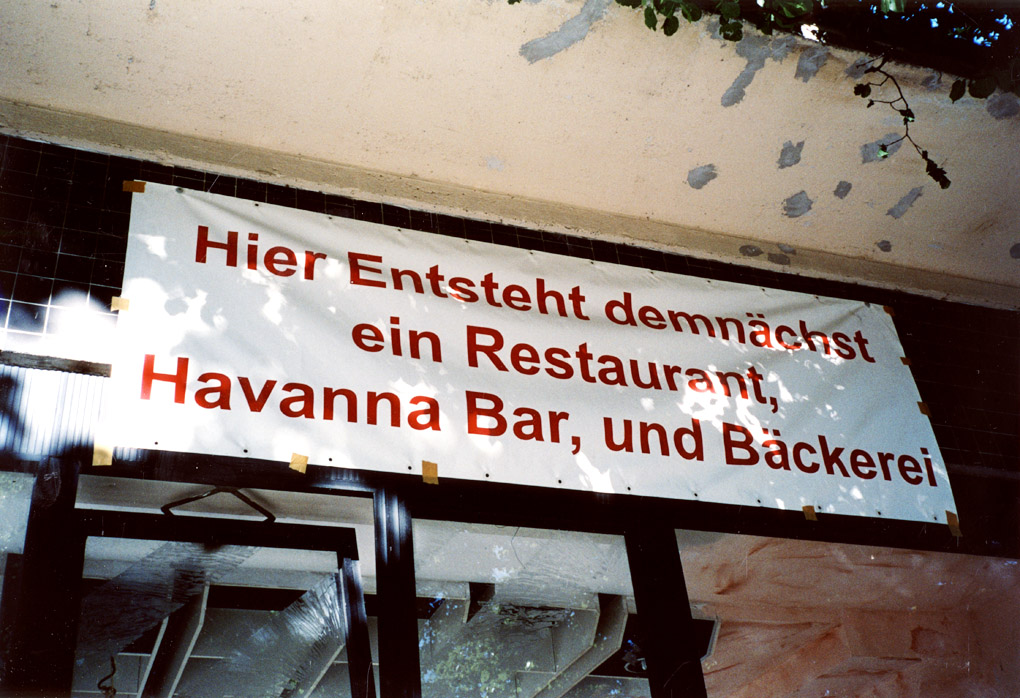 Hier Entsteht demnächst
ein Restaurant,
Havanna Bar, und Bäckerei